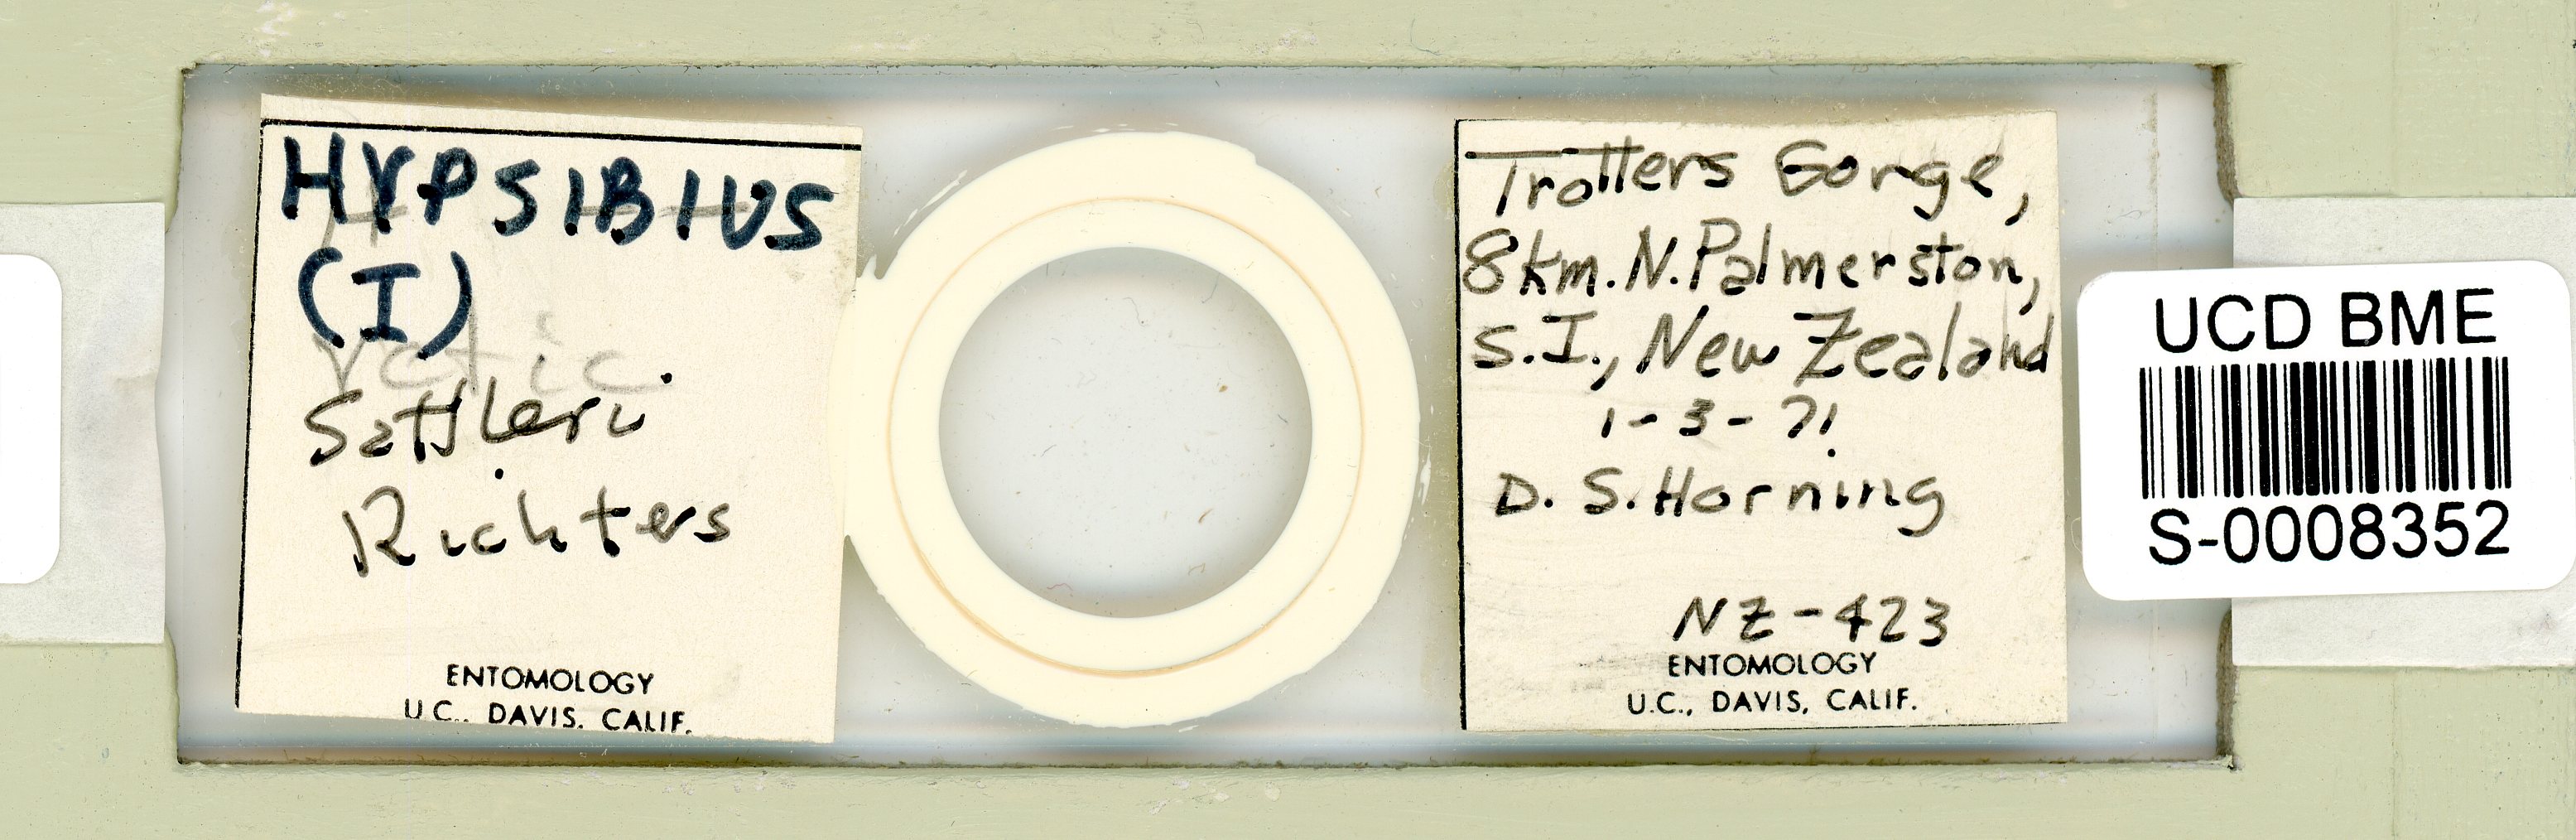 HYPSIBIUS
(I)
Sattleri
Richters
ENTOMOLOGY
U.C., DAVIS, CALIF.
Trotters Gorge,
8km. N. Palmerston,
S.I., New Zealand
1-3-71
D. S. Horning
NZ-423
ENTOMOLOGY
U.C., DAVIS, CALIF.
UCD BME
S-0008352